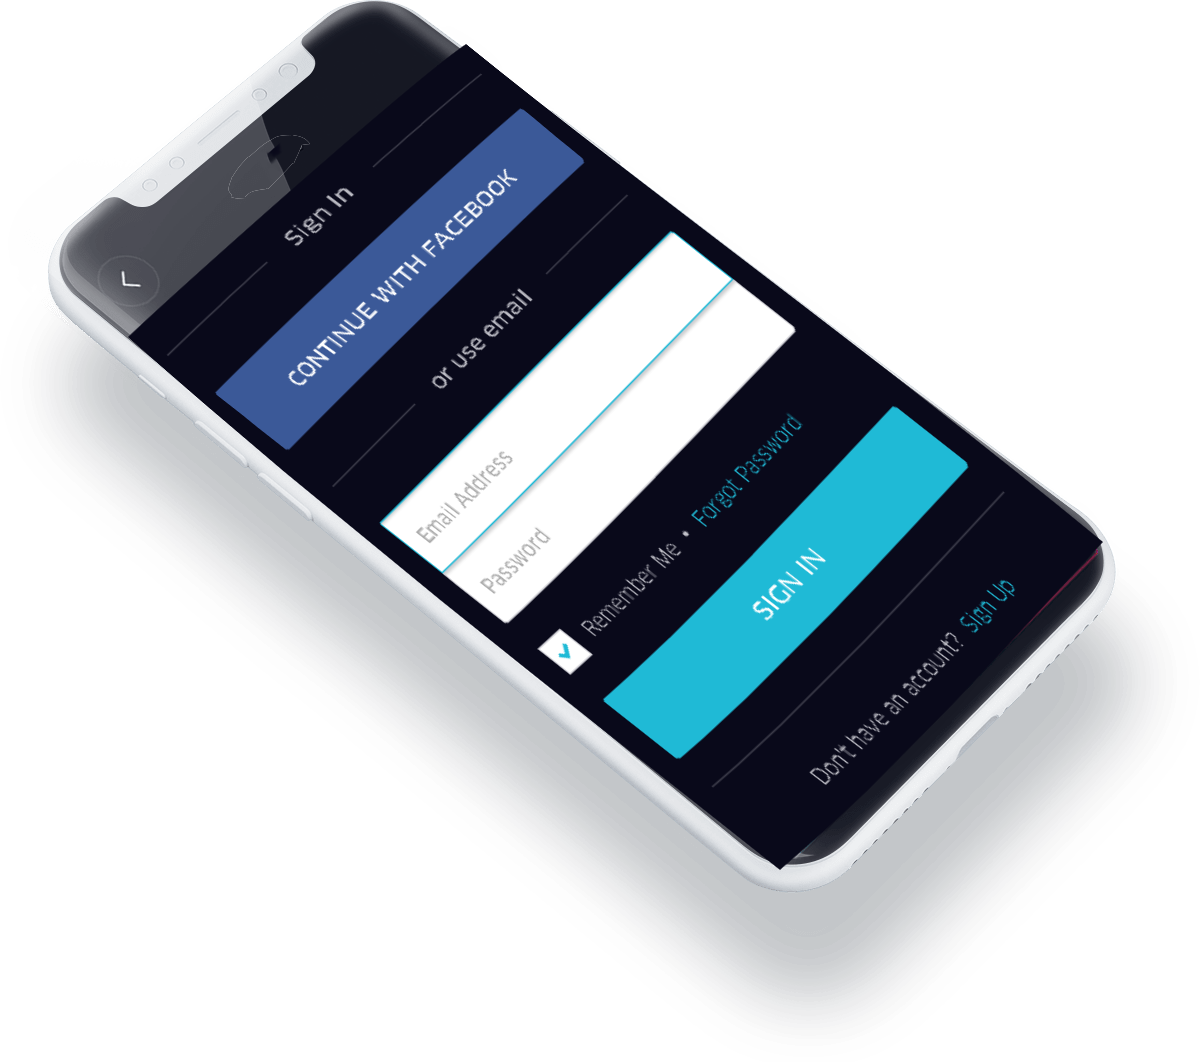 Sign In
CONTINUE WITH FACEBOOK
or use email
Email Address
Password
Remember Me • Forgot Password
SIGN IN
Don't have an account? Sign Up